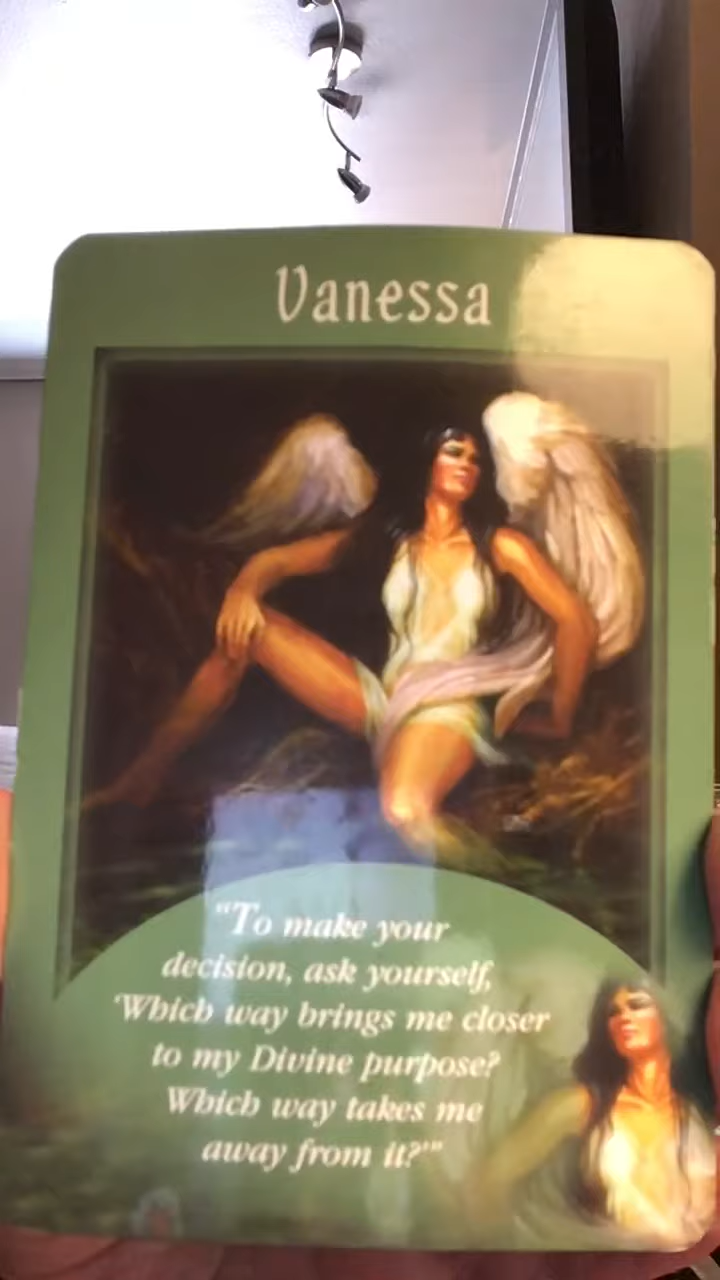 Vanessa
"To make your
decision, ask yourself,
'Which way brings me closer
to my Divine purpose?
Which way takes me
away from it?'"